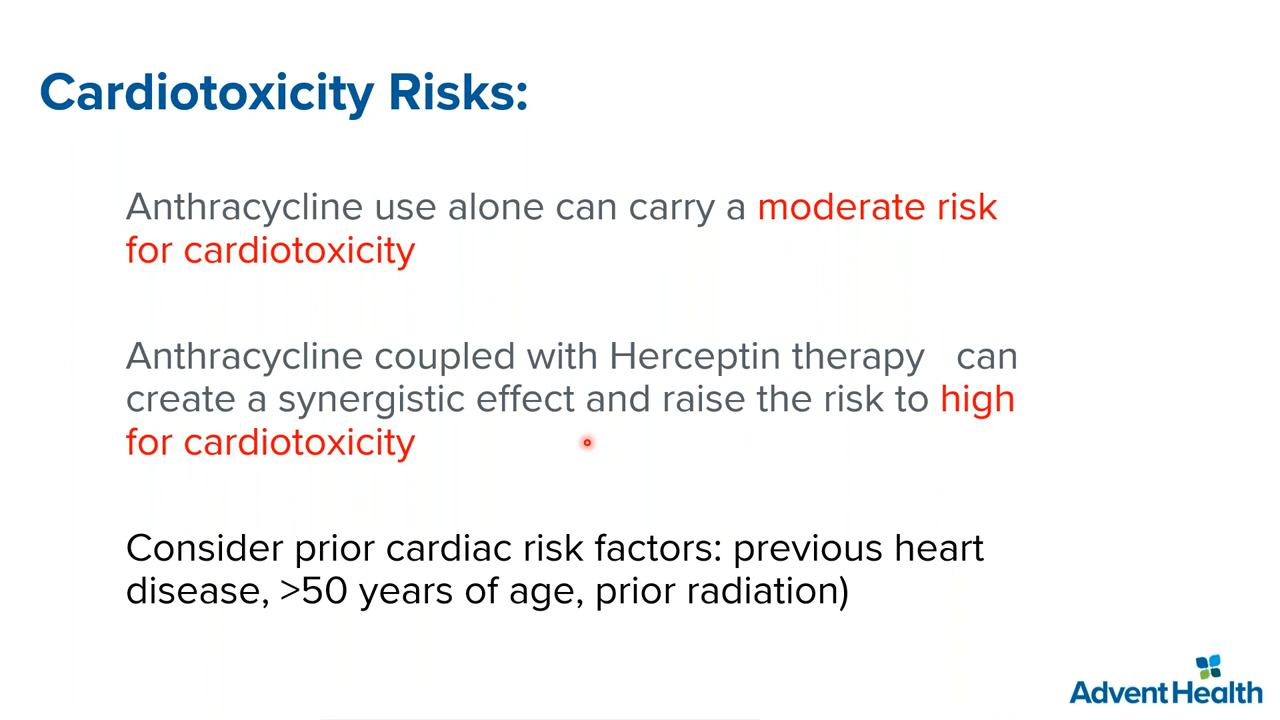 Cardiotoxicity Risks:
Anthracycline use alone can carry a moderate risk
for cardiotoxicity
Anthracycline coupled with Herceptin therapy can
create a synergistic effect and raise the risk to high
for cardiotoxicity
Consider prior cardiac risk factors: previous heart
disease, >50 years of age, prior radiation)
Advent Health